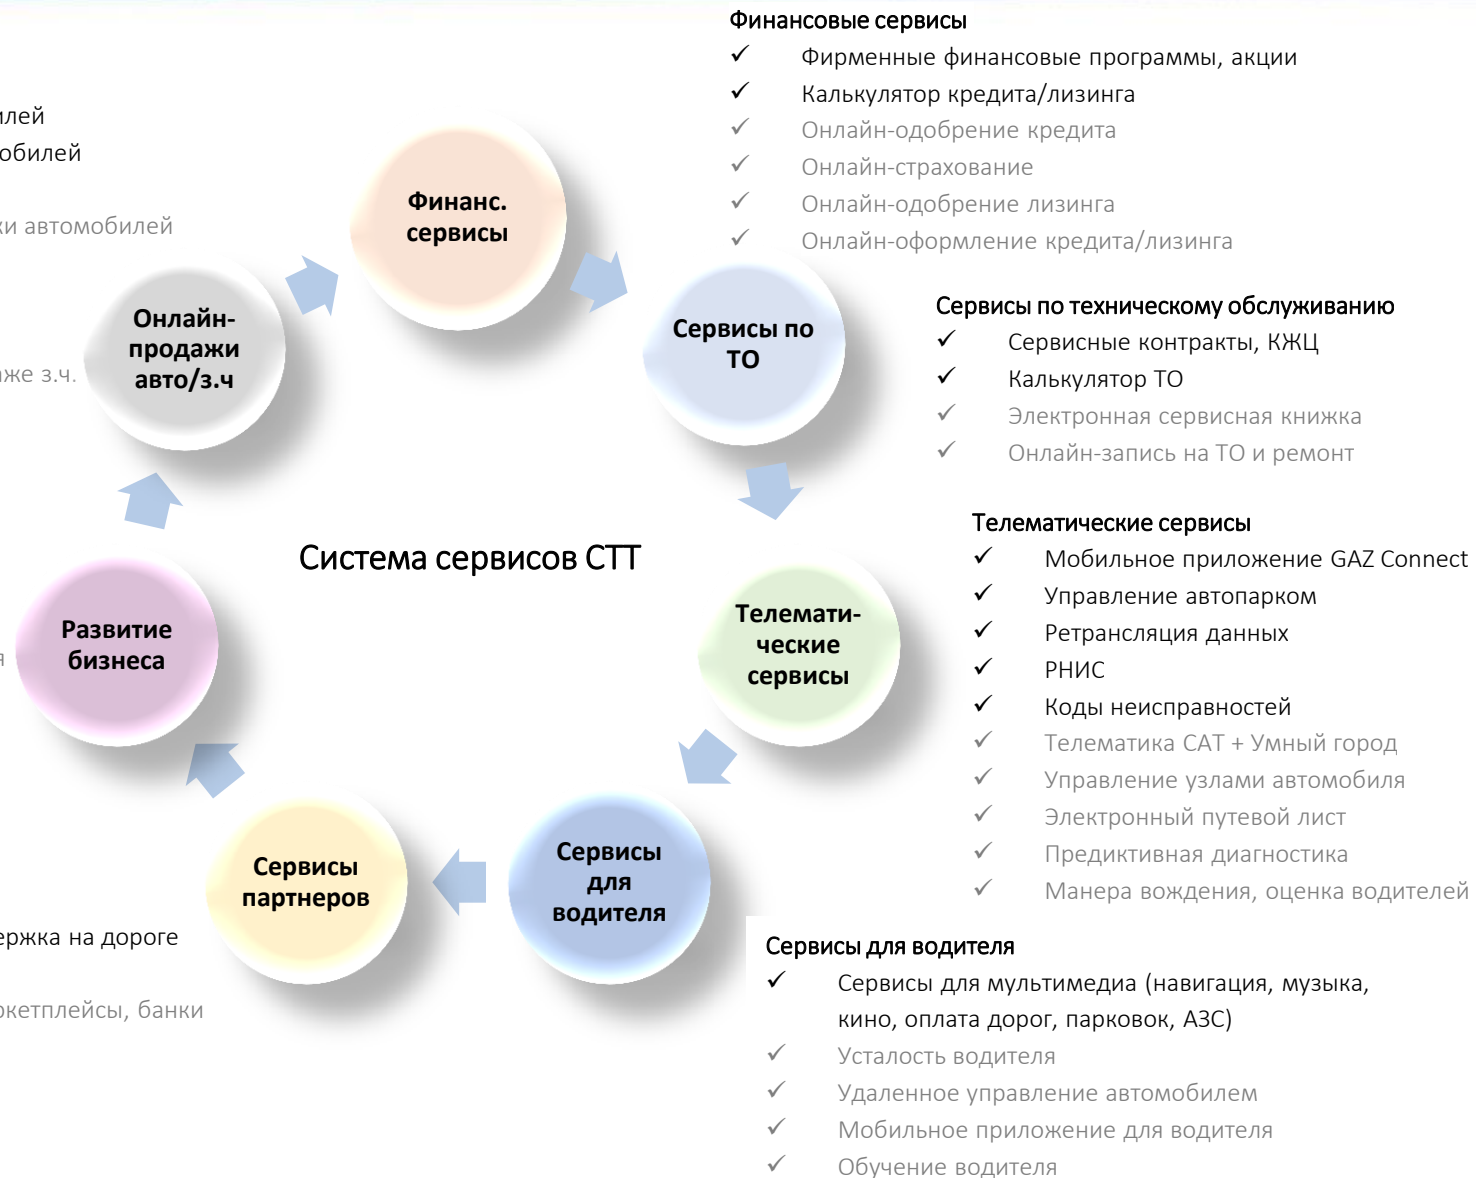 Финансовые сервисы
✓ Фирменные финансовые программы, акции
✓ Калькулятор кредита/лизинга
✓ Онлайн-одобрение кредита
✓ Онлайн-страхование
✓ Онлайн-одобрение лизинга
✓ Онлайн-оформление кредита/лизинга
автомобилей
аже з.ч.
на дороге
банки
Финанс.
сервисы
Онлайн-
продажи
авто/з.ч
Сервисы по
ТО
Сервисы по техническому обслуживанию
✓ Сервисные контракты, КЖЦ
✓ Калькулятор ТО
✓ Электронная сервисная книжка
✓ Онлайн-запись на ТО и ремонт
Система сервисов СТТ
Телематические сервисы
✓ Мобильное приложение GAZ Connect
✓ Управление автопарком
✓ Ретрансляция данных
✓ РНИС
✓ Коды неисправностей
✓ Телематика САТ + Умный город
✓ Управление узлами автомобиля
✓ Электронный путевой лист
✓ Предиктивная диагностика
✓ Манера вождения, оценка водителей
Развитие
бизнеса
Телемати-
ческие
сервисы
Сервисы
партнеров
Сервисы
для
водителя
Сервисы для водителя
✓ Сервисы для мультимедиа (навигация, музыка,
кино, оплата дорог, парковок, АЗС)
✓ Усталость водителя
✓ Удаленное управление автомобилем
✓ Мобильное приложение для водителя
✓ Обучение водителя